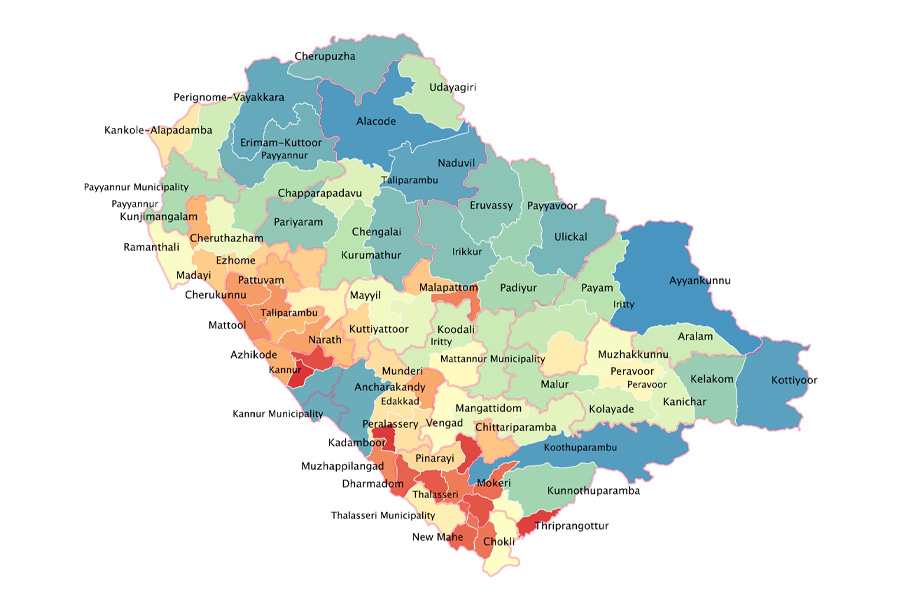 Cherupuzha
Udayagiri
Perignome-Vayakkara
Alacode
Kankole-Alapadamba
Erimam-Kuttoor
Payyannur
Naduvil
Taliparambu
Payyannur Municipality
Chapparapadavu
Payyannur
Eruvassy
Payyavoor
Kunjimangalam
Pariyaram
Chengalai
Cheruthazham
Ulickal
Ramanthali
Irikkur
Kurumathur
Ezhome
Madayi
Pattuvam
Ayyankunnu
Malapattom
Padiyur
Payam
Cherukunnu
Mayyil
Iritty
Taliparambu
Mattool
Kuttiyattoor
Koodali
Narath
Iritty
Aralam
Azhikode
Mattannur Municipality
Muzhakkunnu
Kannur
Munderi
Peravoor
Kelakom
Kottiyoor
Ancharakandy
Malur
Peravoor
Edakkad
Kanichar
Kannur Municipality
Mangattidom
Kolayade
Peralassery
Vengad
Chittariparamba
Kadamboor
Koothuparambu
Pinarayi
Muzhappilangad
Dharmadom
Mokeri
Thalasseri
Kunnothuparamba
Thalasseri Municipality
Thriprangottur
New Mahe
Chokli